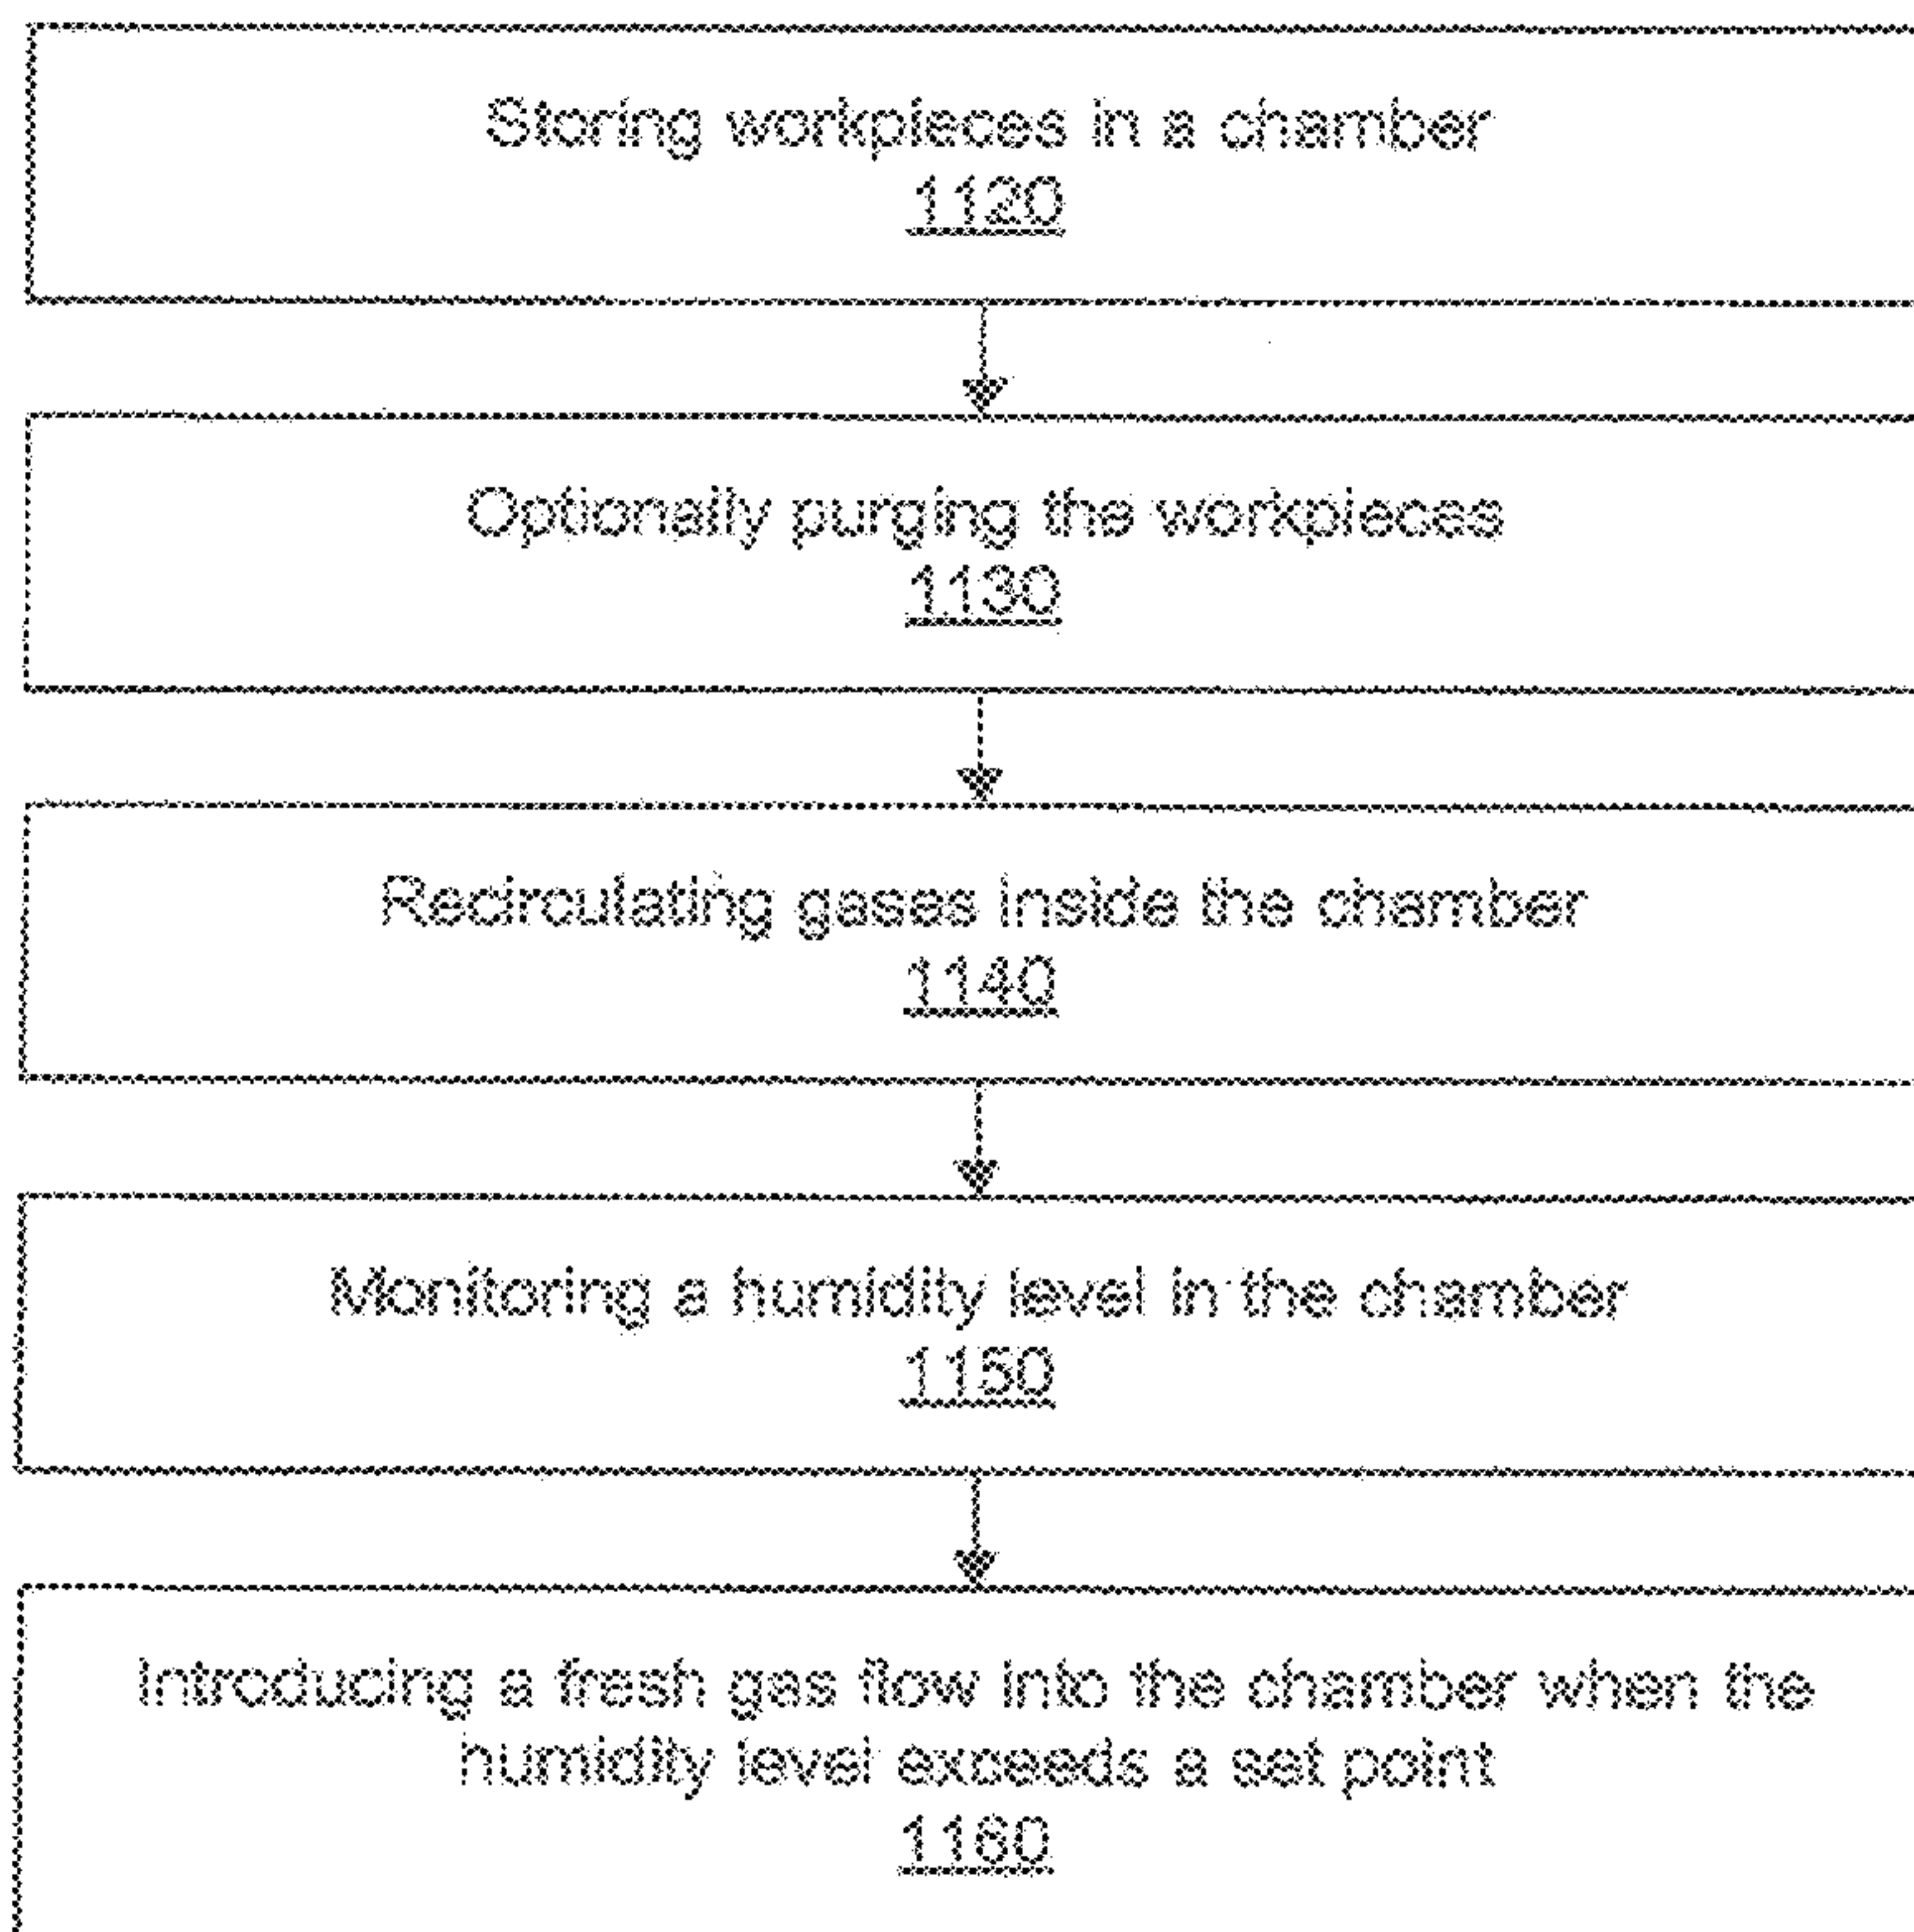 Storing workpieces in a chamber
1120
Optionally purging the workpieces
1130
Recirculating gases inside the chamber
1140
Monitoring a humidity level in the chamber
1150
Introducing a fresh gas flow into the chamber when the
humidity level exceeds a set point
1160